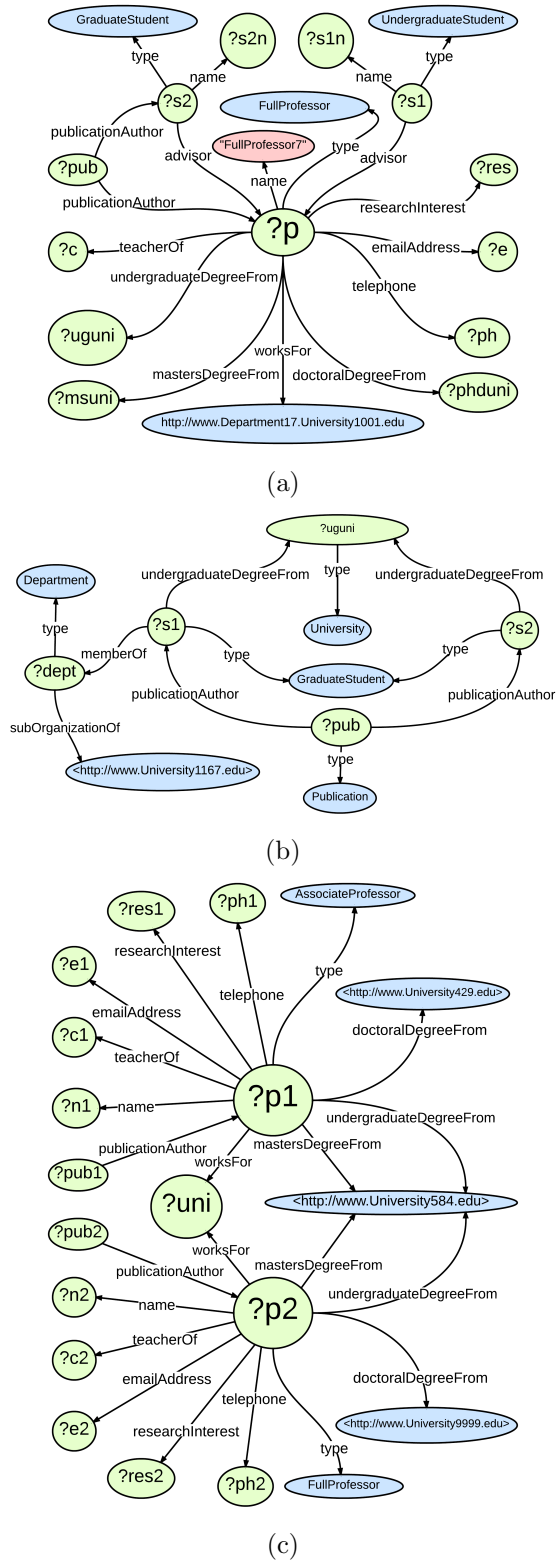 GraduateStudent
?s2n
?s1n
UndergraduateStudent
type
name
name
type
?s2
FullProfessor
?s1
publicationAuthor
"FullProfessor7"
type
advisor
advisor
?pub
name
?res
publicationAuthor
researchInterest
?p
?c
teacherOf
emailAddress
?e
undergraduateDegreeFrom
telephone
?uguni
worksFor
?ph
mastersDegreeFrom
doctoralDegreeFrom
?msuni
?phduni
http://www.Department17.University1001.edu
(a)
?uguni
Department
undergraduateDegreeFrom
type
undergraduateDegreeFrom
type
?s1
University
?s2
memberOf
type
type
?dept
GraduateStudent
publicationAuthor
publicationAuthor
subOrganizationOf
?pub
type
<http://www.University1167.edu>
Publication
(b)
?res1
?ph1
AssociateProfessor
researchInterest
?e1
type
telephone
<http://www.University429.edu>
emailAddress
?c1
doctoralDegreeFrom
teacherOf
?p1
?n1
name
undergraduateDegreeFrom
publicationAuthor
mastersDegreeFrom
?pub1
worksFor
?uni
<http://www.University584.edu>
?pub2
worksFor
publicationAuthor
mastersDegreeFrom
?n2
name
undergraduateDegreeFrom
?p2
teacherOf
?c2
emailAddress
doctoralDegreeFrom
telephone
?e2
<http://www.University9999.edu>
researchInterest
type
?res2
?ph2
FullProfessor
(c)